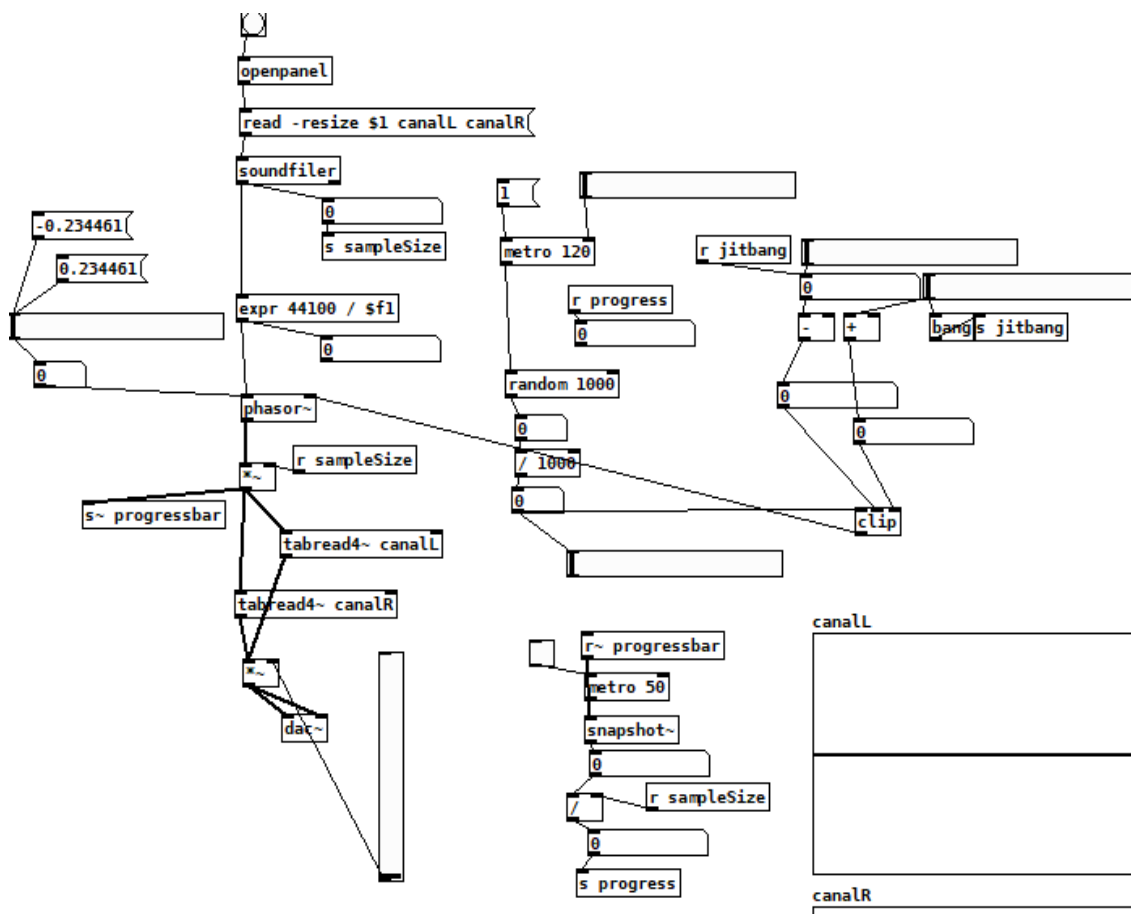 openpanel
read -resize $1 canalL canalR
soundfiler
0
s sampleSize
-0.234461
0.234461
expr 44100 / $f1
0
0
phasor~
r sampleSize
*~
s~ progressbar
tabread4~ canalL
tabread4~ canalR
*~
dac~
1
metro 120
r progress
0
random 1000
0
/ 1000
0
r jitbang
0
-
+
bang
s jitbang
0
0
clip
r~ progressbar
metro 50
snapshot~
0
/
r sampleSize
0
s progress
canalL
canalR